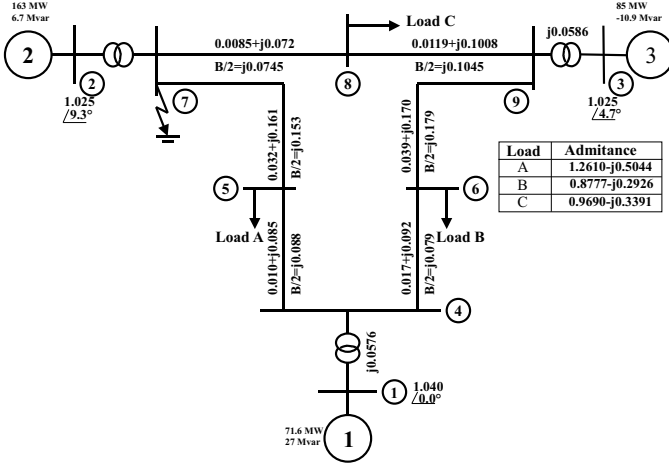 163 MW
6.7 Mvar
2
2
1.025
/9.3°
7
0.0085+j0.072
B/2=j0.0745
8
Load C
0.0119+j0.1008
B/2=j0.1045
9
j0.0586
85 MW
-10.9 Mvar
3
3
1.025
/4.7°
0.032+j0.161
B/2=j0.153
0.039+j0.170
B/2=j0.179
Load Admitance
A 1.2610-j0.5044
B 0.8777-j0.2926
C 0.9690-j0.3391
5
Load A
6
Load B
0.010+j0.085
B/2=j0.088
0.017+j0.092
B/2=j0.079
4
j0.0576
1
1.040
/0.0°
71.6 MW
27 Mvar
1